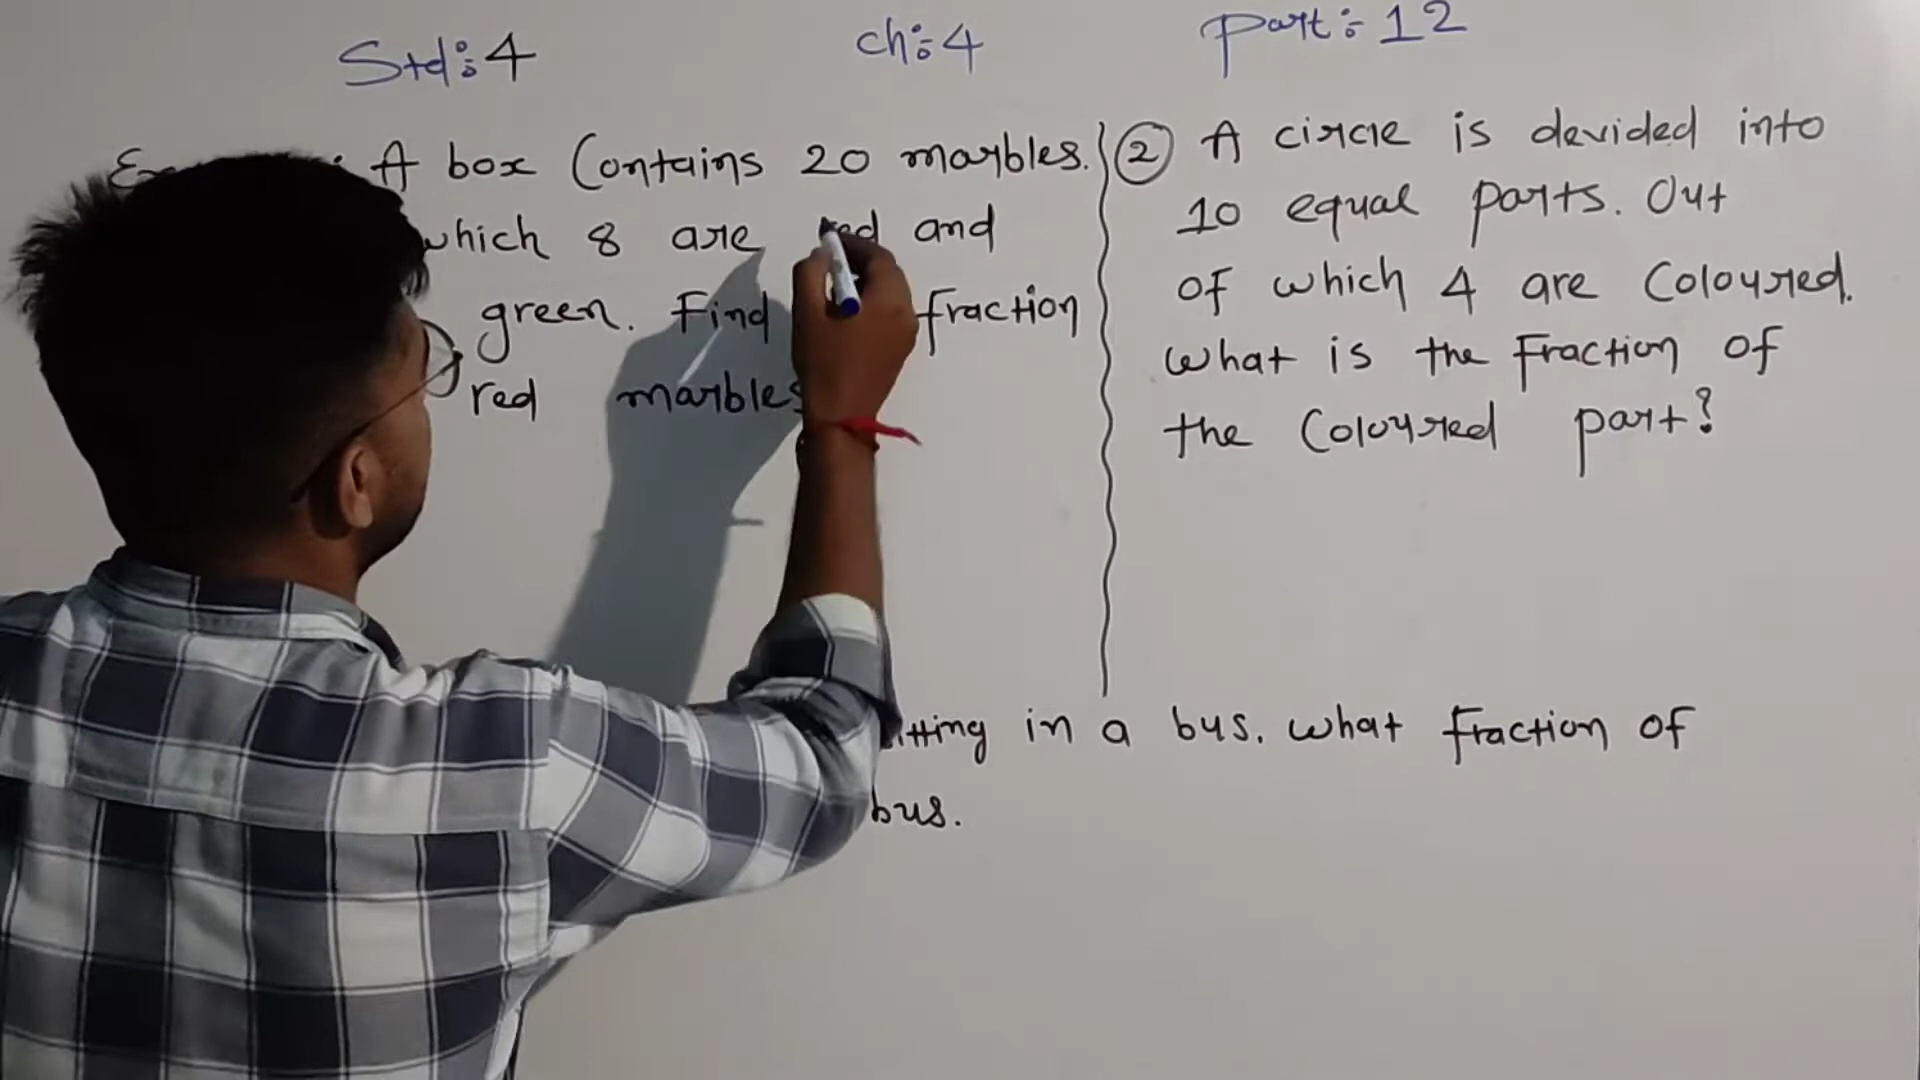 Std:- 4 ch:- 4 part:- 12
A box Contains 20 marbles.
which 8 are red and
green. Find fraction
red marbles
② A circle is devided into
10 equal parts. Out
of which 4 are Coloured.
what is the Fraction of
the Coloured part?
in a bus. what fraction of
bus.